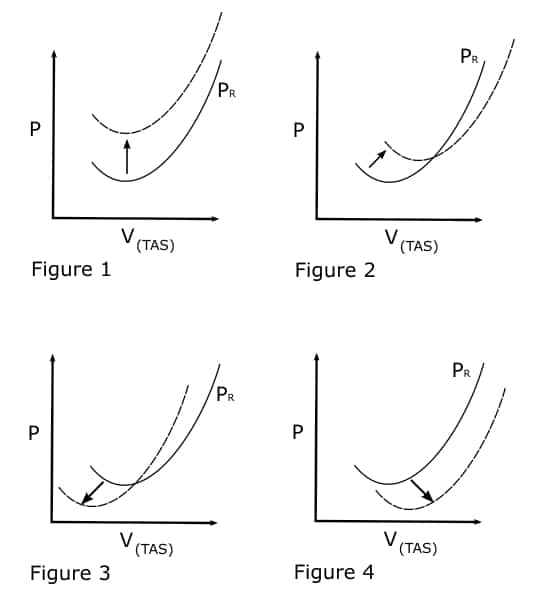 P
PR
V(TAS)
Figure 1
P
PR
V(TAS)
Figure 2
P
PR
V(TAS)
Figure 3
P
PR
V(TAS)
Figure 4